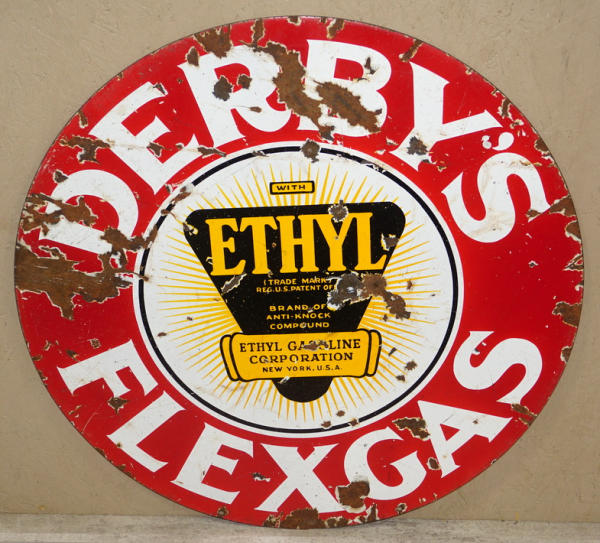 DERBY'S
WITH
ETHYL
(TRADE MARK)
REG. U.S. PATENT OFF
BRAND OF
ANTI-KNOCK
COMPOUND
ETHYL GASOLINE
CORPORATION
NEW YORK, U.S.A.
FLEXGAS